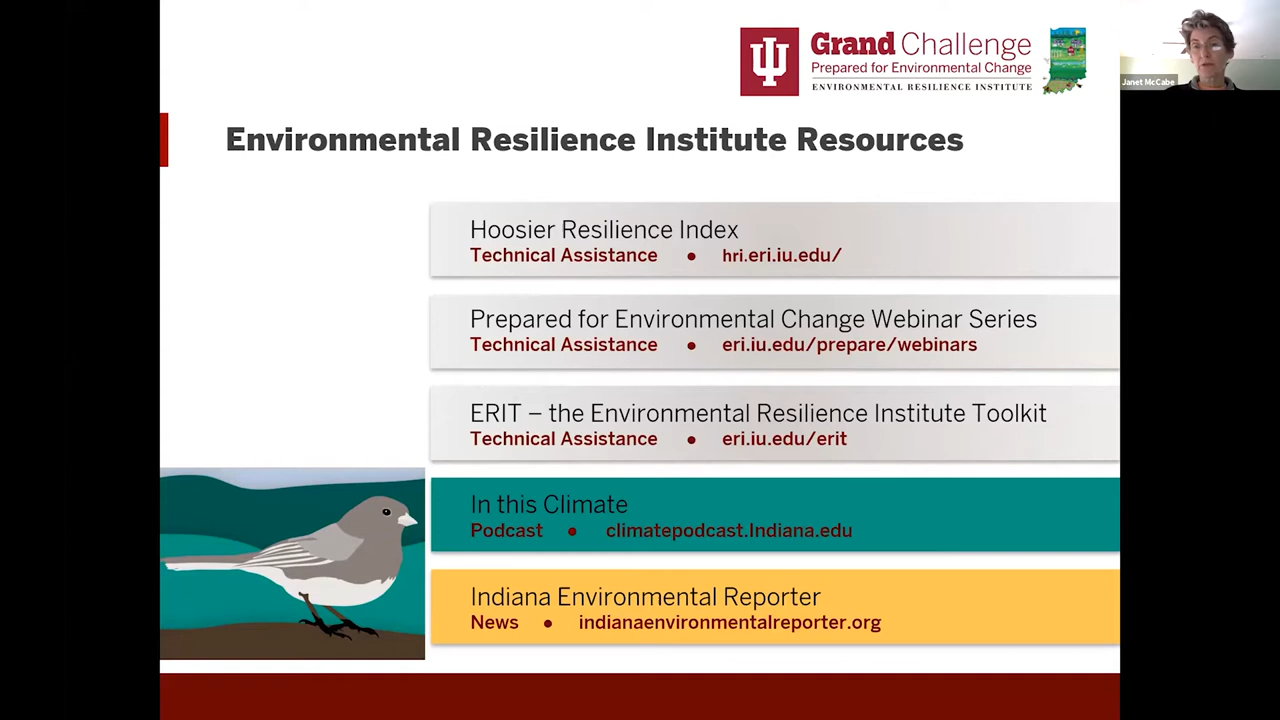 Grand Challenge
Prepared for Environmental Change
ENVIRONMENTAL RESILIENCE INSTITUTE
Janet McCabe
Environmental Resilience Institute Resources
Hoosier Resilience Index
Technical Assistance • hri.eri.iu.edu/
Prepared for Environmental Change Webinar Series
Technical Assistance • eri.iu.edu/prepare/webinars
ERIT – the Environmental Resilience Institute Toolkit
Technical Assistance • eri.iu.edu/erit
In this Climate
Podcast • climatepodcast.Indiana.edu
Indiana Environmental Reporter
News • indianaenvironmentalreporter.org